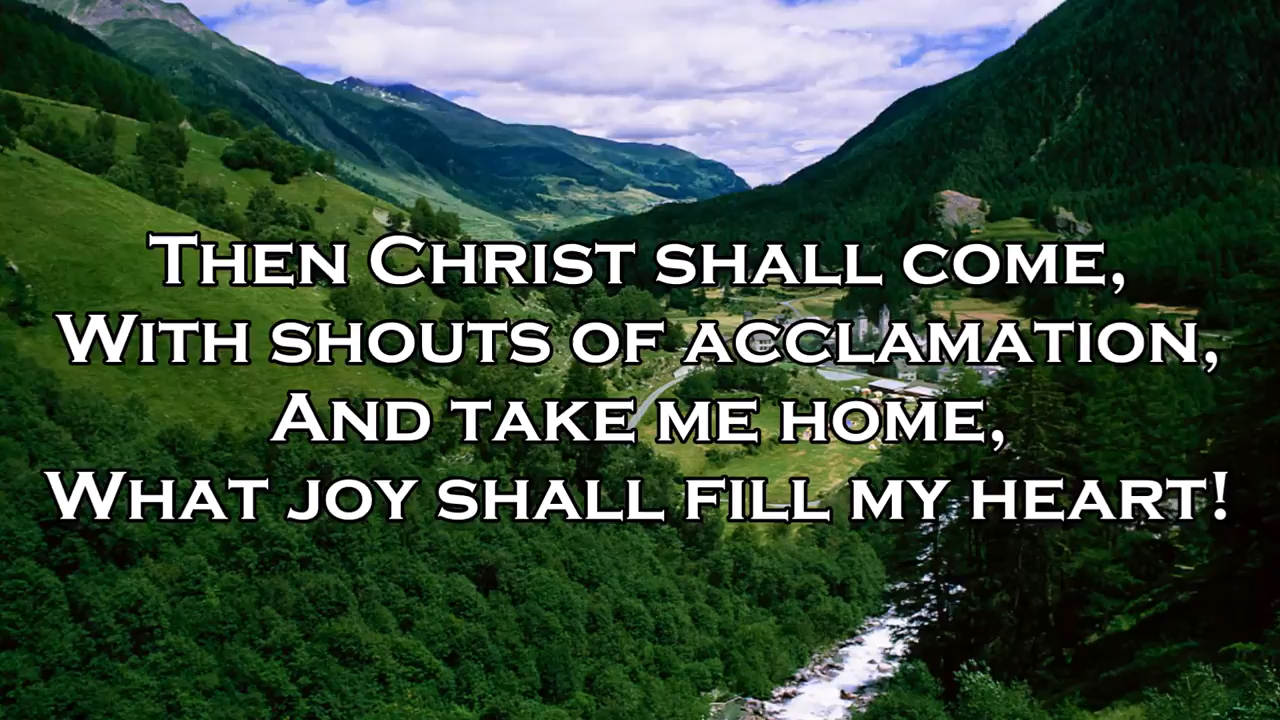 Then Christ shall come,
With shouts of acclamation,
And take me home,
What joy shall fill my heart!